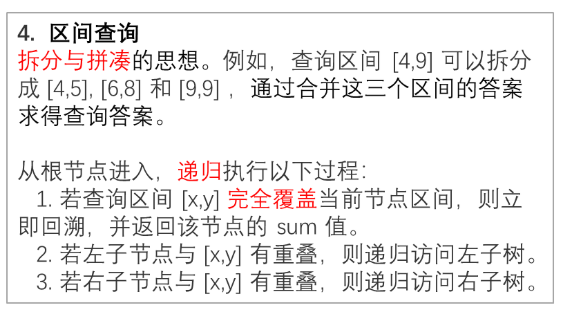 4. 区间查询
拆分与拼凑的思想。例如，查询区间 [4,9] 可以拆分
成 [4,5], [6,8] 和 [9,9] ，通过合并这三个区间的答案
求得查询答案。
从根节点进入，递归执行以下过程：
1. 若查询区间 [x,y] 完全覆盖当前节点区间，则立
即回溯，并返回该节点的 sum 值。
2. 若左子节点与 [x,y] 有重叠，则递归访问左子树。
3. 若右子节点与 [x,y] 有重叠，则递归访问右子树。